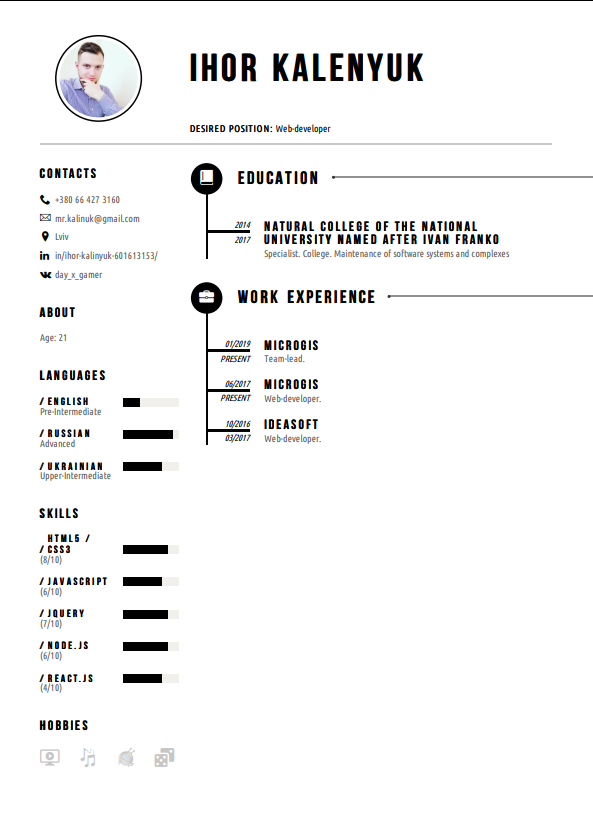 IHOR KALENYUK
DESIRED POSITION: Web-developer
CONTACTS
+380 66 427 3160
mr.kalinuk@gmail.com
Lviv
in/ihor-kalinyuk-601613153/
day_x_gamer
ABOUT
Age: 21
LANGUAGES
/ ENGLISH
Pre-Intermediate
/ RUSSIAN
Advanced
/ UKRAINIAN
Upper-Intermediate
SKILLS
HTML5 /
/ CSS3
(8/10)
/ JAVASCRIPT
(6/10)
/ JQUERY
(7/10)
/ NODE.JS
(6/10)
/ REACT.JS
(4/10)
HOBBIES
EDUCATION
2014
2017
NATURAL COLLEGE OF THE NATIONAL
UNIVERSITY NAMED AFTER IVAN FRANKO
Specialist. College. Maintenance of software systems and complexes
WORK EXPERIENCE
01/2019
PRESENT
MICROGIS
Team-lead.
06/2017
PRESENT
MICROGIS
Web-developer.
10/2016
03/2017
IDEASOFT
Web-developer.